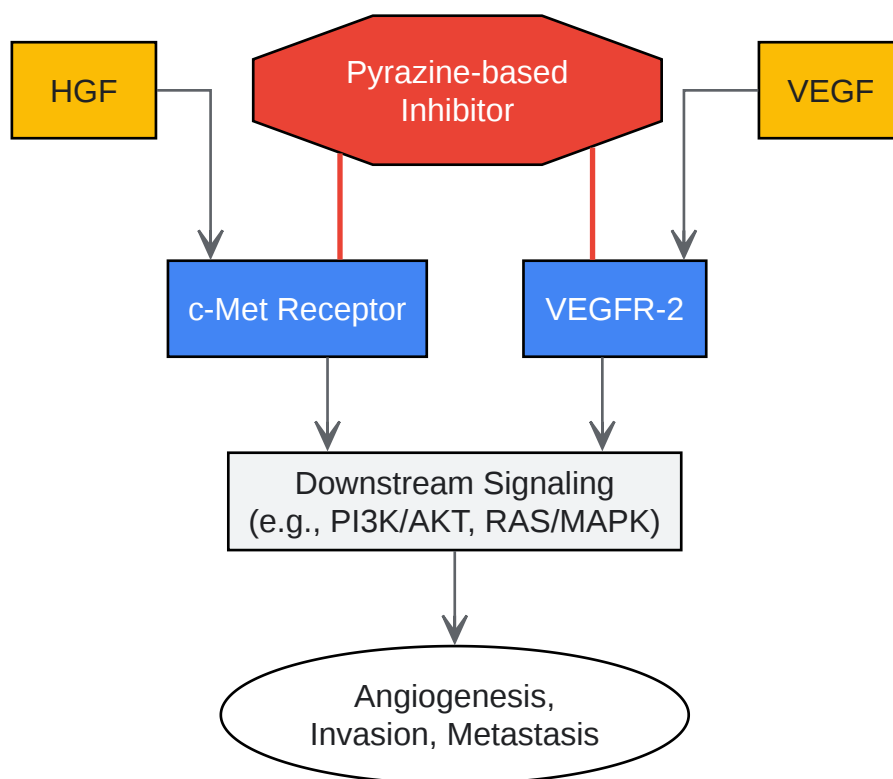 HGF
Pyrazine-based
Inhibitor
VEGF
c-Met Receptor
VEGFR-2
Downstream Signaling
(e.g., PI3K/AKT, RAS/MAPK)
Angiogenesis,
Invasion, Metastasis